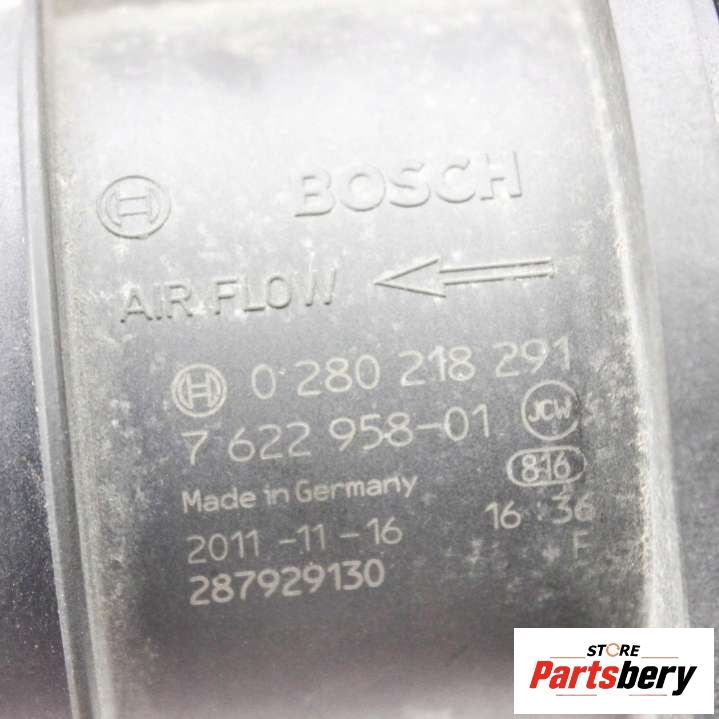 BOSCH
AIR FLOW
0 280 218 291
7 622 958-01 JCW
816
Made in Germany
2011-11-16 16:36
F
287929130
STORE
Partsbery